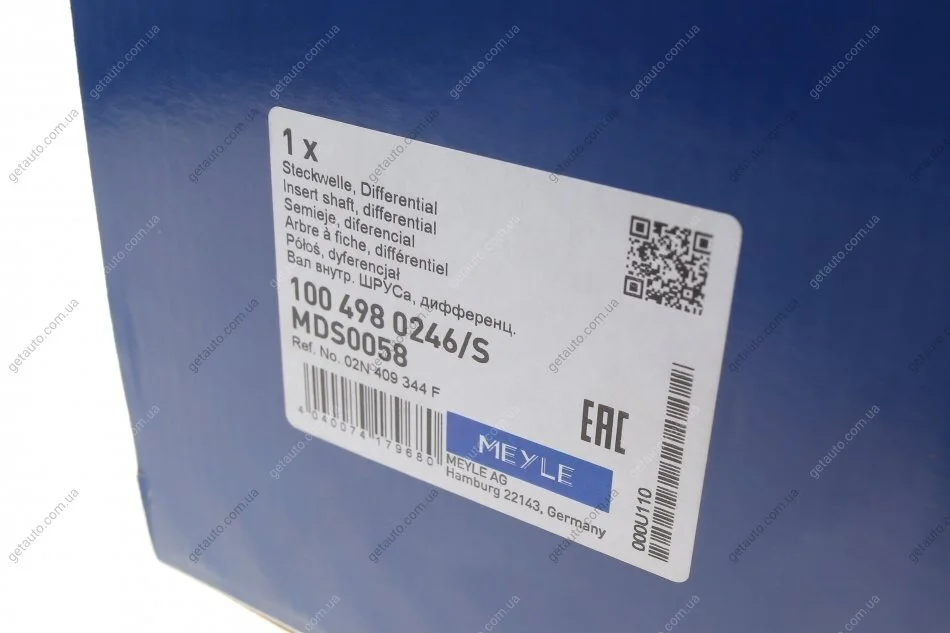 1 x
Steckwelle, Differential
Insert shaft, differential
Semieje, diferencial
Arbre à fiche, différentiel
Półoś, dyferencjał
Вал внутр. ШРУСа, дифференц.
100 498 0246/S
MDS0058
Ref. No. 02N 409 344 F
4 040074 179680
EAC
MEYLE
MEYLE AG
Hamburg 22143, Germany
000U110
getauto.com.ua